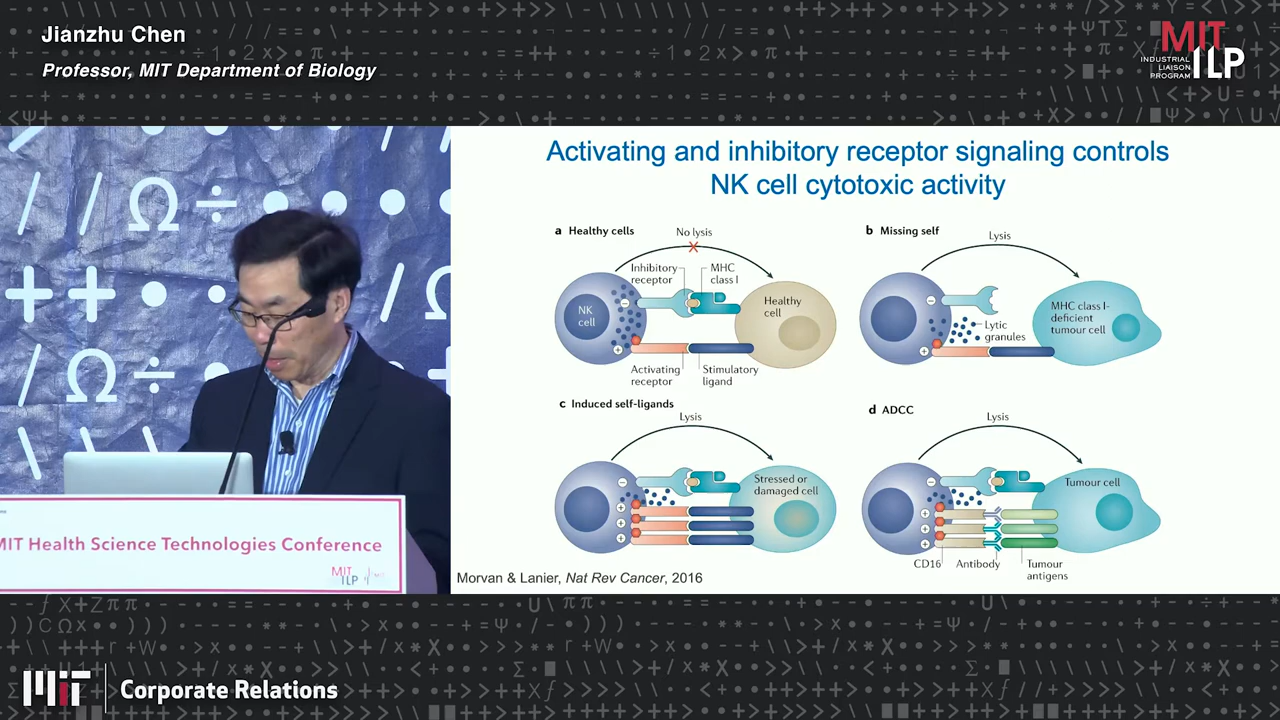 Jianzhu Chen
Professor, MIT Department of Biology
MIT
INDUSTRIAL
LIAISON
PROGRAM
ILP
Activating and inhibitory receptor signaling controls
NK cell cytotoxic activity
a Healthy cells
No lysis
Inhibitory
receptor
MHC
class I
NK
cell
Healthy
cell
Activating
receptor
Stimulatory
ligand
b Missing self
Lysis
MHC class I-
deficient
tumour cell
Lytic
granules
c Induced self-ligands
Lysis
Stressed or
damaged cell
d ADCC
Lysis
Tumour cell
CD16
Antibody
Tumour
antigens
Morvan & Lanier, Nat Rev Cancer, 2016
MIT Health Science Technologies Conference
MIT
ILP
MIT
Corporate Relations